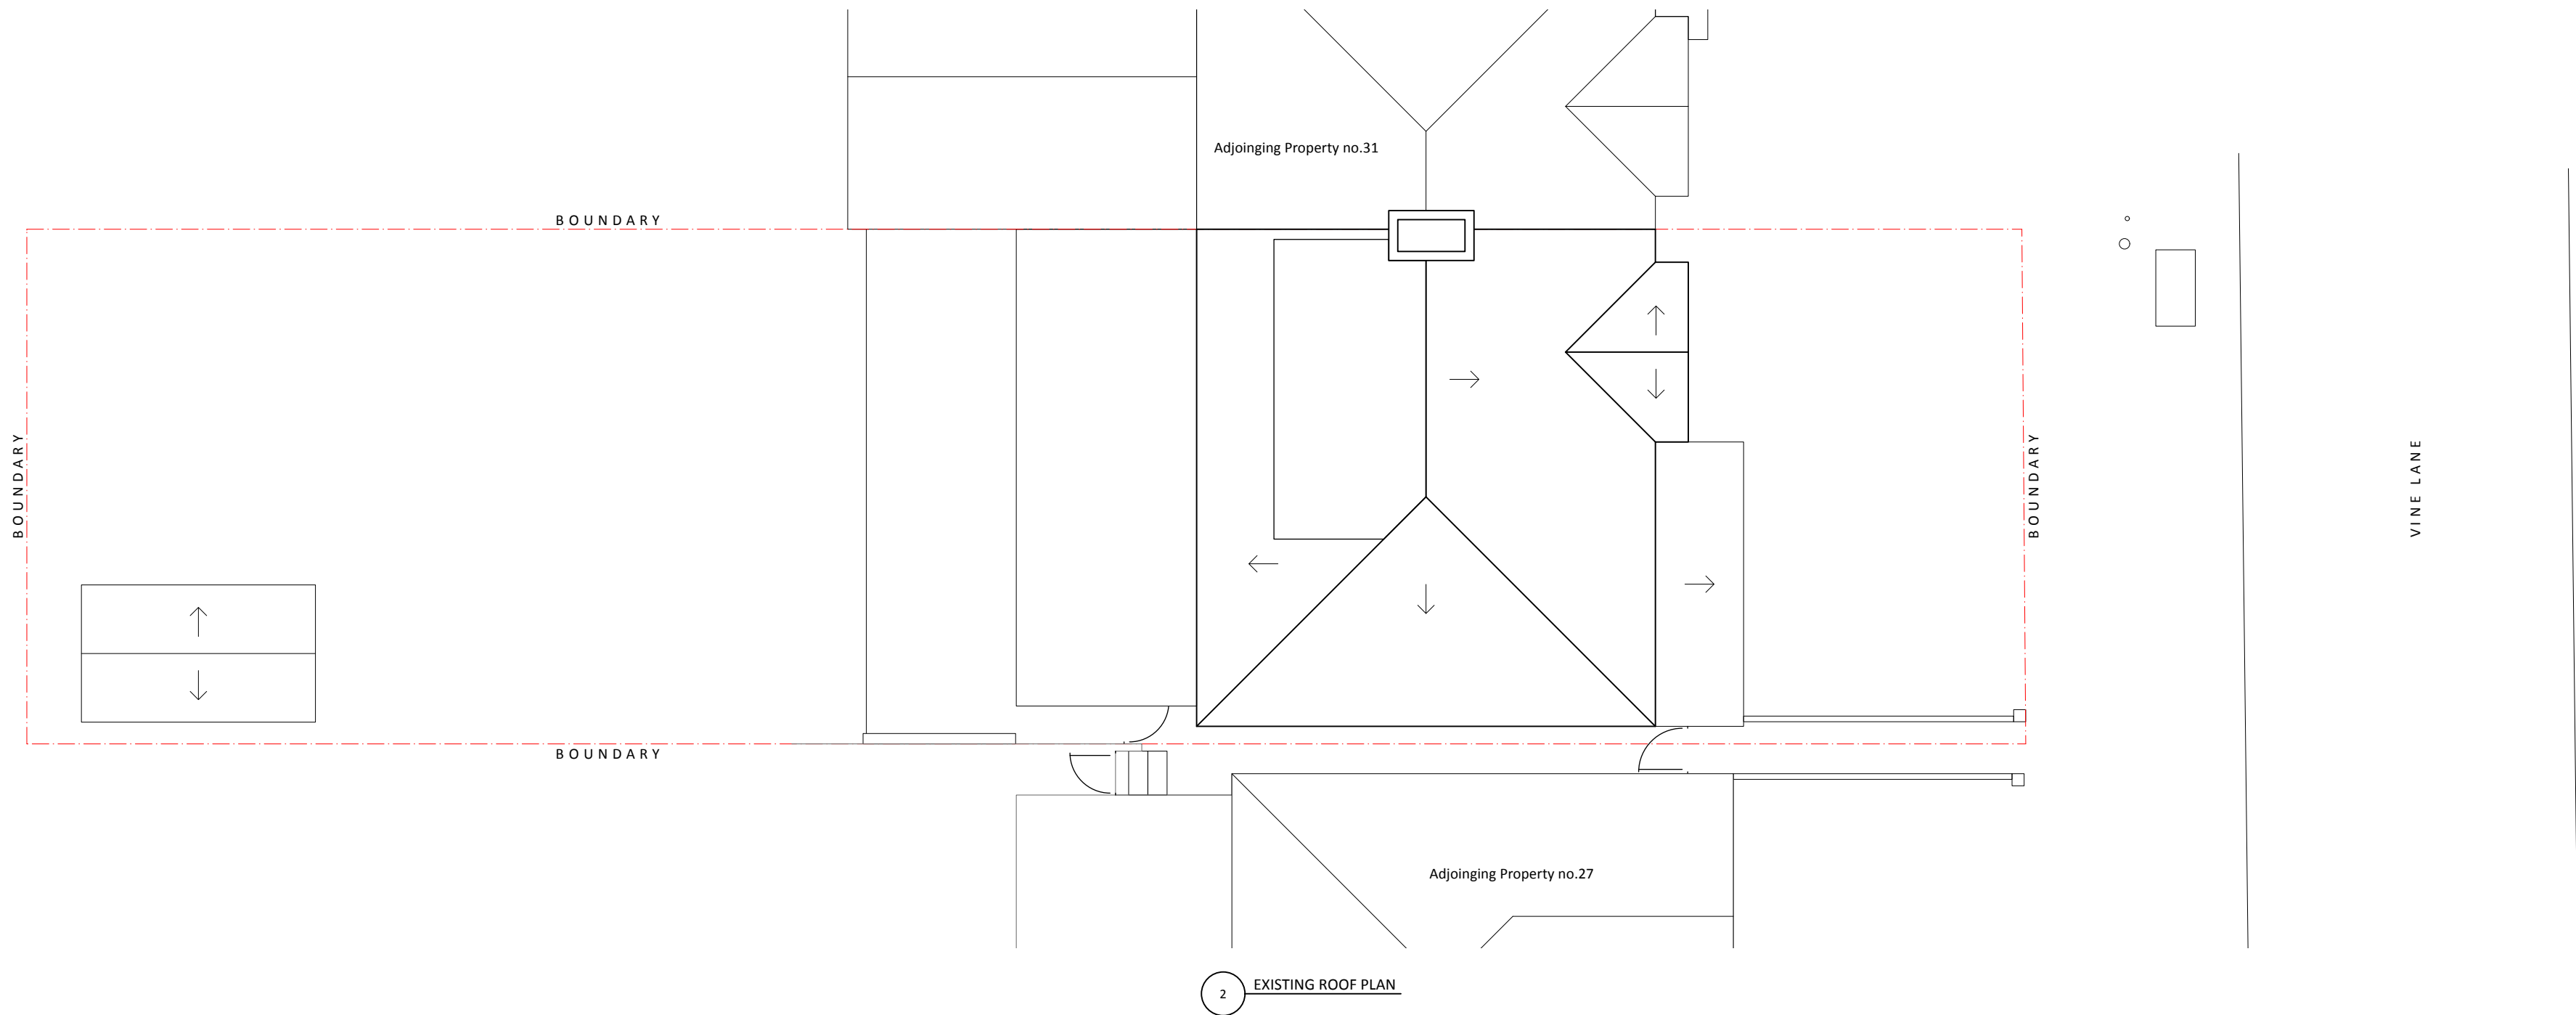 Adjoinging Property no.31
BOUNDARY
BOUNDARY
BOUNDARY
VINE LANE
BOUNDARY
Adjoinging Property no.27
2
EXISTING ROOF PLAN